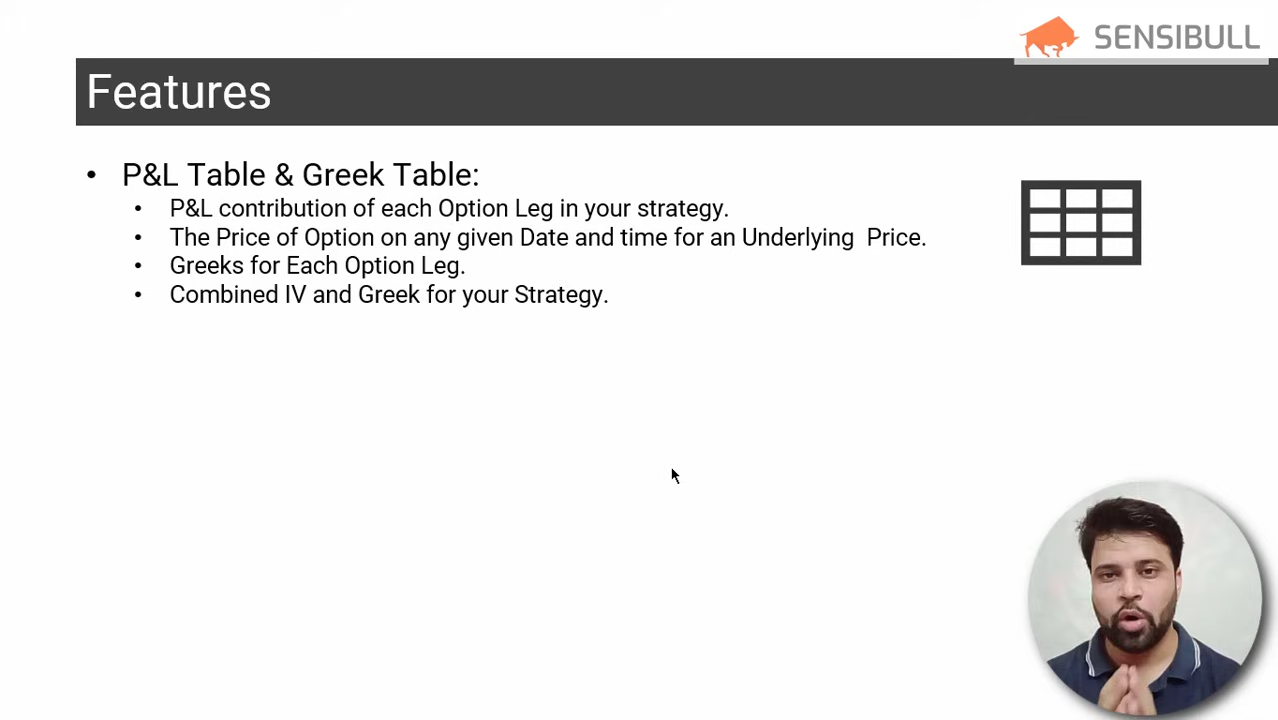 SENSIBULL
Features
• P&L Table & Greek Table:
• P&L contribution of each Option Leg in your strategy.
• The Price of Option on any given Date and time for an Underlying  Price.
• Greeks for Each Option Leg.
• Combined IV and Greek for your Strategy.